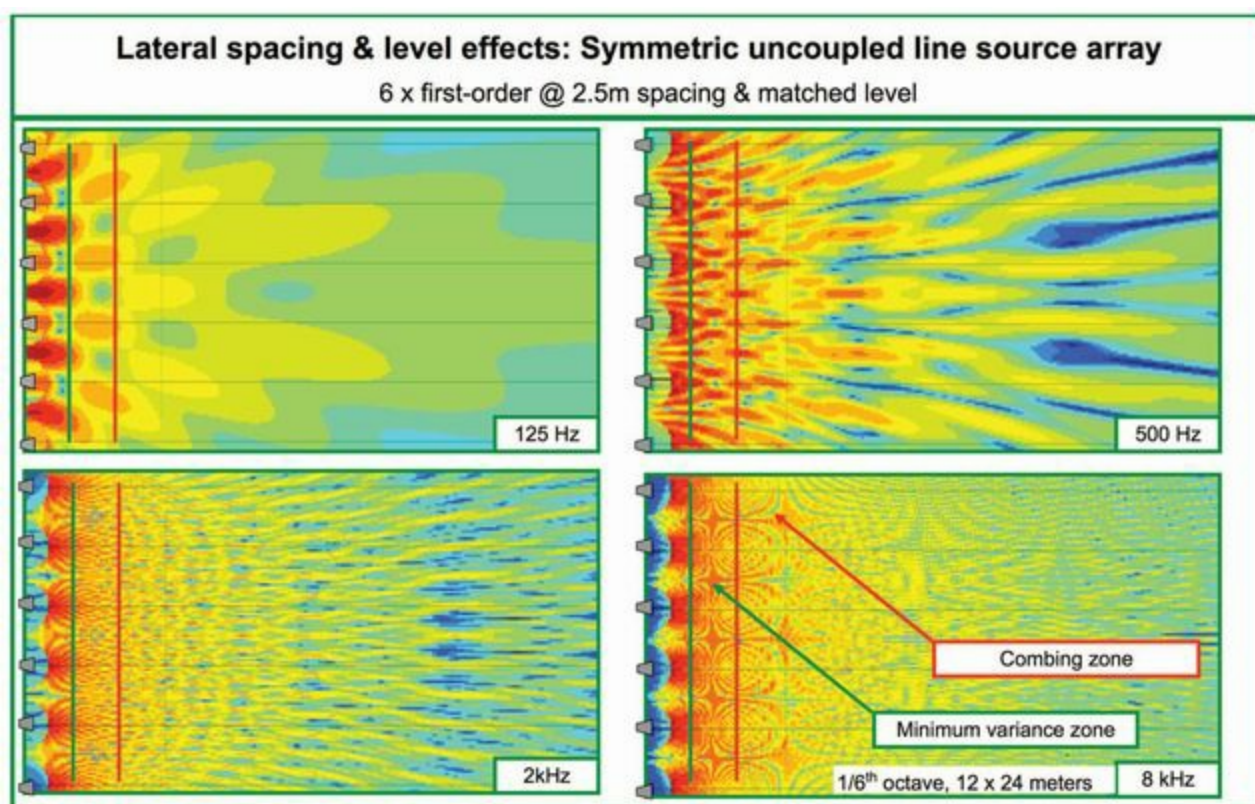 Lateral spacing & level effects: Symmetric uncoupled line source array
6 x first-order @ 2.5m spacing & matched level
125 Hz
500 Hz
2kHz
Combing zone
Minimum variance zone
1/6th octave, 12 x 24 meters
8 kHz